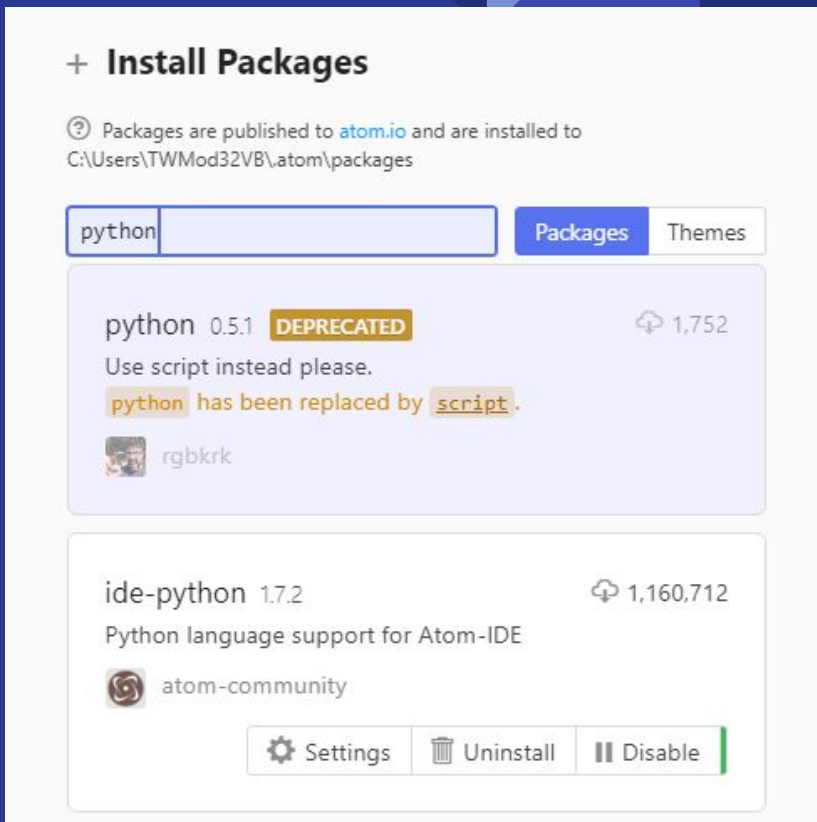 + Install Packages
Packages are published to atom.io and are installed to
C:\Users\TWMod32VB\.atom\packages
python
Packages Themes
python 0.5.1 DEPRECATED 1,752
Use script instead please.
python has been replaced by script.
rgbkrk
ide-python 1.7.2 1,160,712
Python language support for Atom-IDE
atom-community
Settings Uninstall Disable